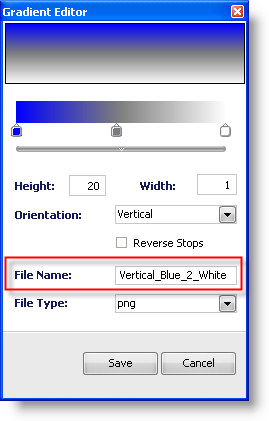 Gradient Editor
Height: 20 Width: 1
Orientation: Vertical
Reverse Stops
File Name: Vertical_Blue_2_White
File Type: png
Save Cancel